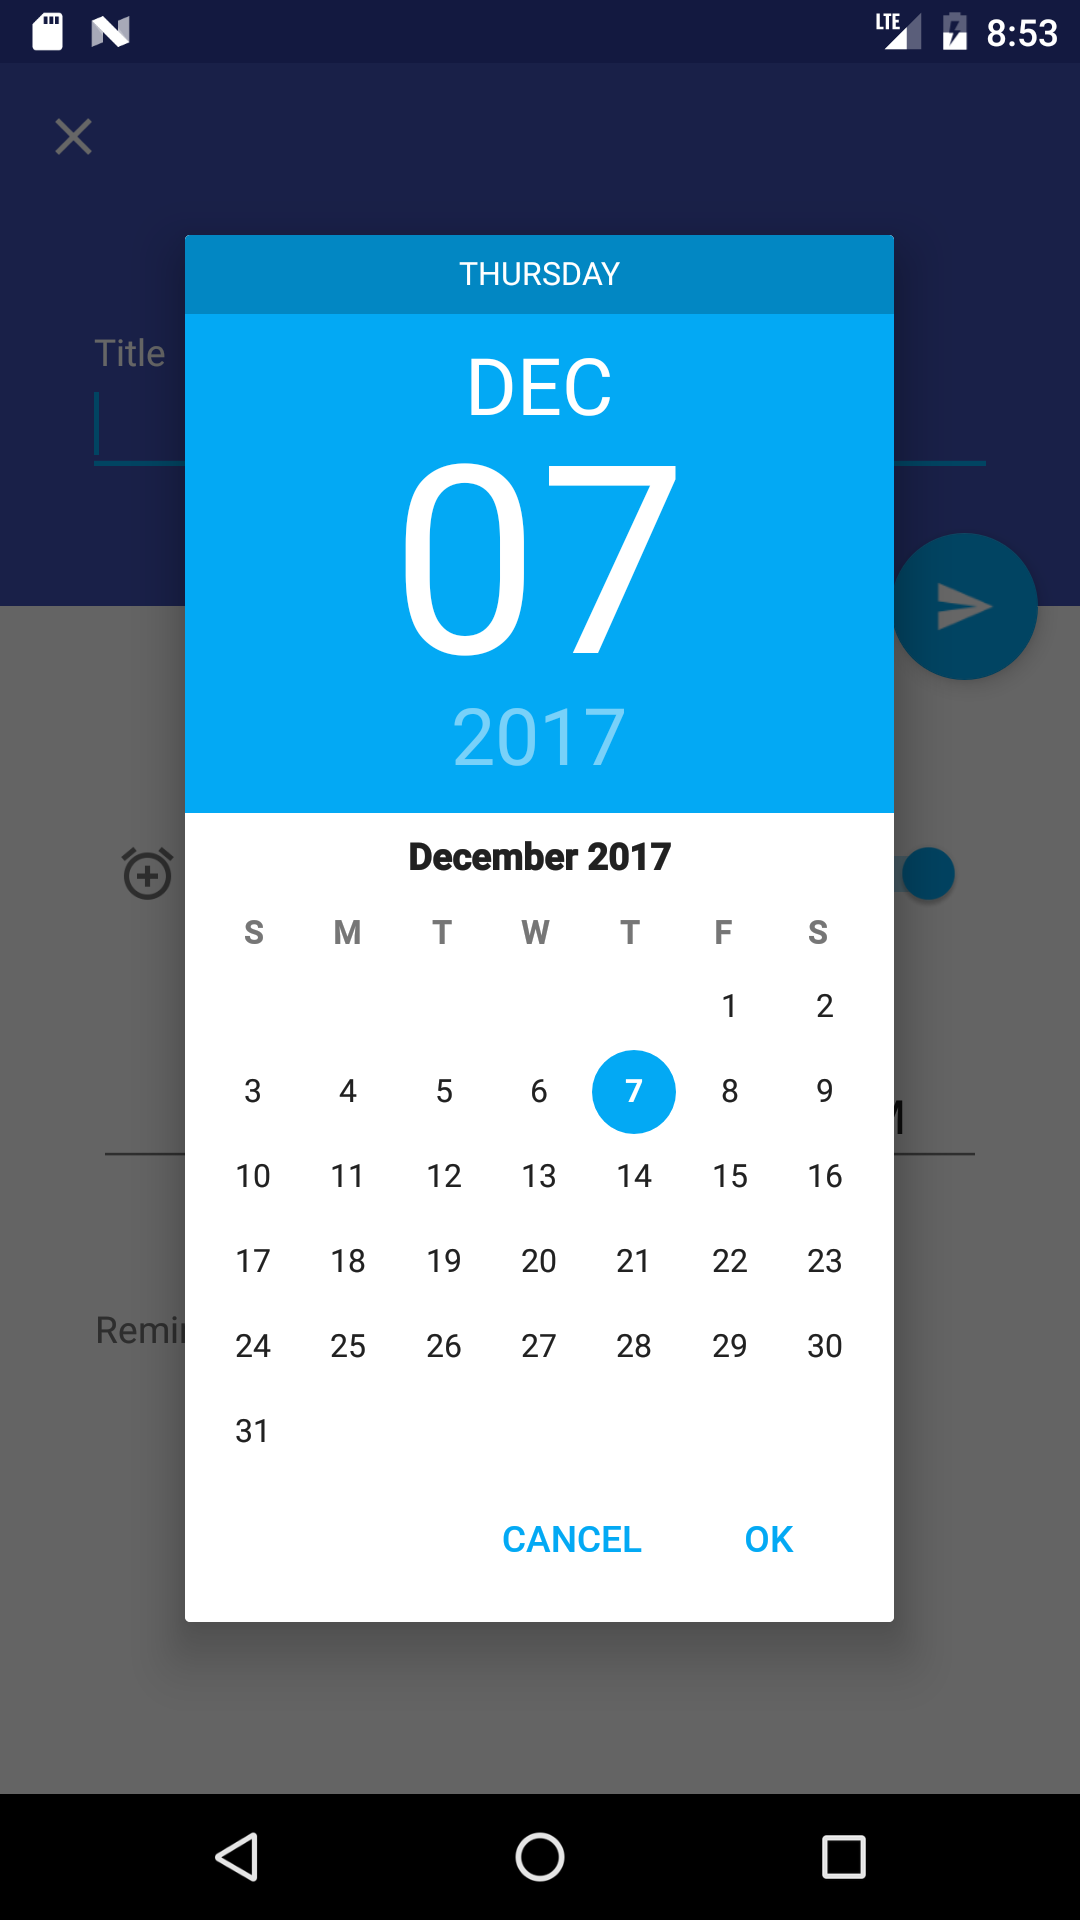 LTE 8:53
THURSDAY
Title
DEC
07
2017
December 2017
S M T W T F S
1 2
3 4 5 6 7 8 9
10 11 12 13 14 15 16
17 18 19 20 21 22 23
24 25 26 27 28 29 30
31
CANCEL OK